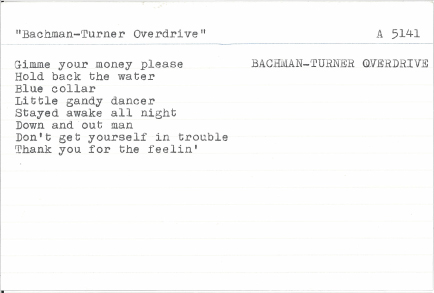 "Bachman-Turner Overdrive" A 5141
Gimme your money please BACHMAN-TURNER OVERDRIVE
Hold back the water
Blue collar
Little gandy dancer
Stayed awake all night
Down and out man
Don't get yourself in trouble
Thank you for the feelin'